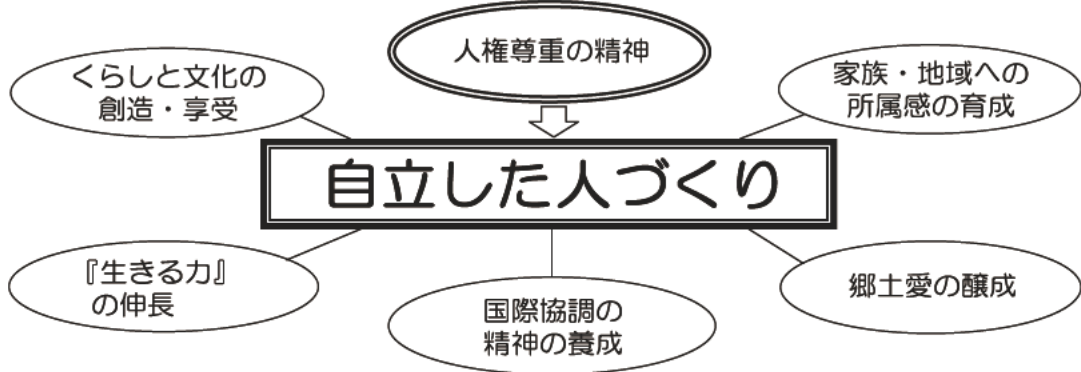 人権尊重の精神
くらしと文化の
創造・享受
家族・地域への
所属感の育成
自立した人づくり
『生きる力』
の伸長
国際協調の
精神の養成
郷土愛の醸成